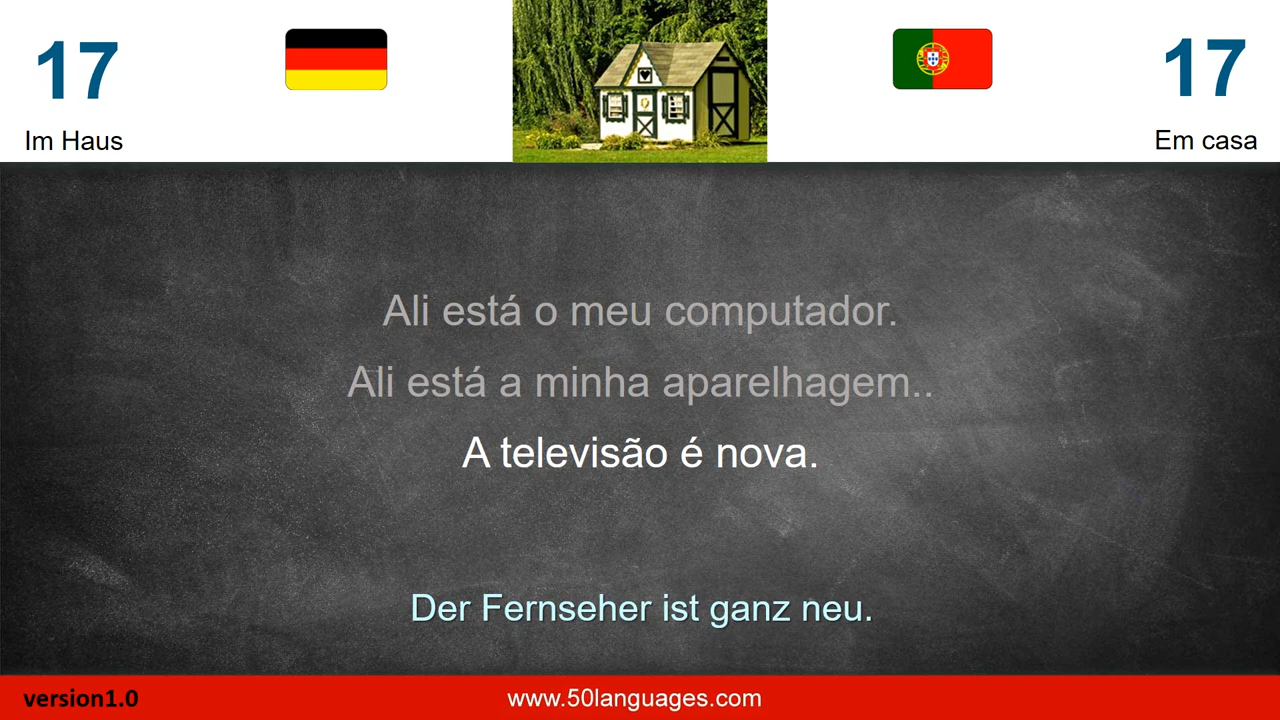 17
17
Im Haus
Em casa
Ali está o meu computador.
Ali está a minha aparelhagem..
A televisão é nova.
Der Fernseher ist ganz neu.
version1.0
www.50languages.com